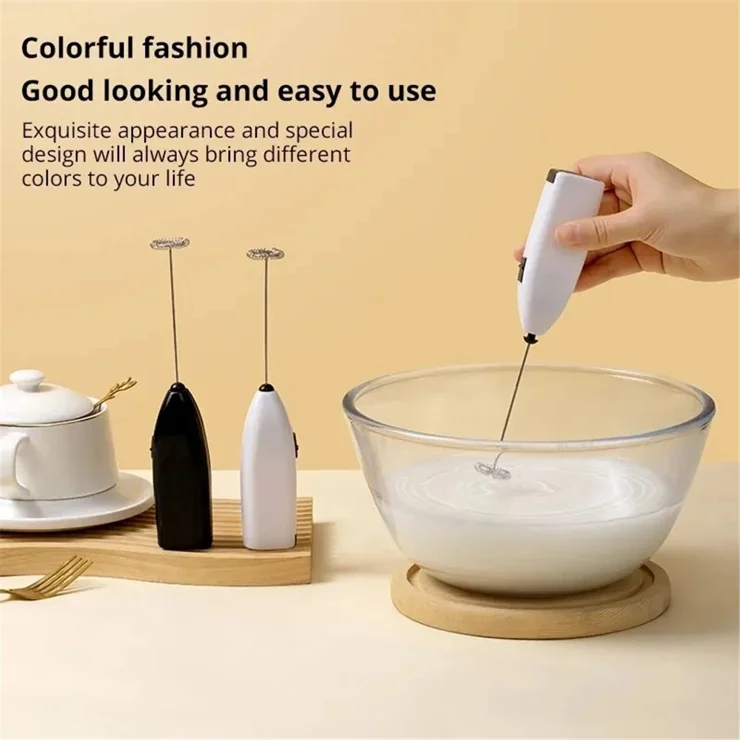 Colorful fashion
Good looking and easy to use
Exquisite appearance and special
design will always bring different
colors to your life